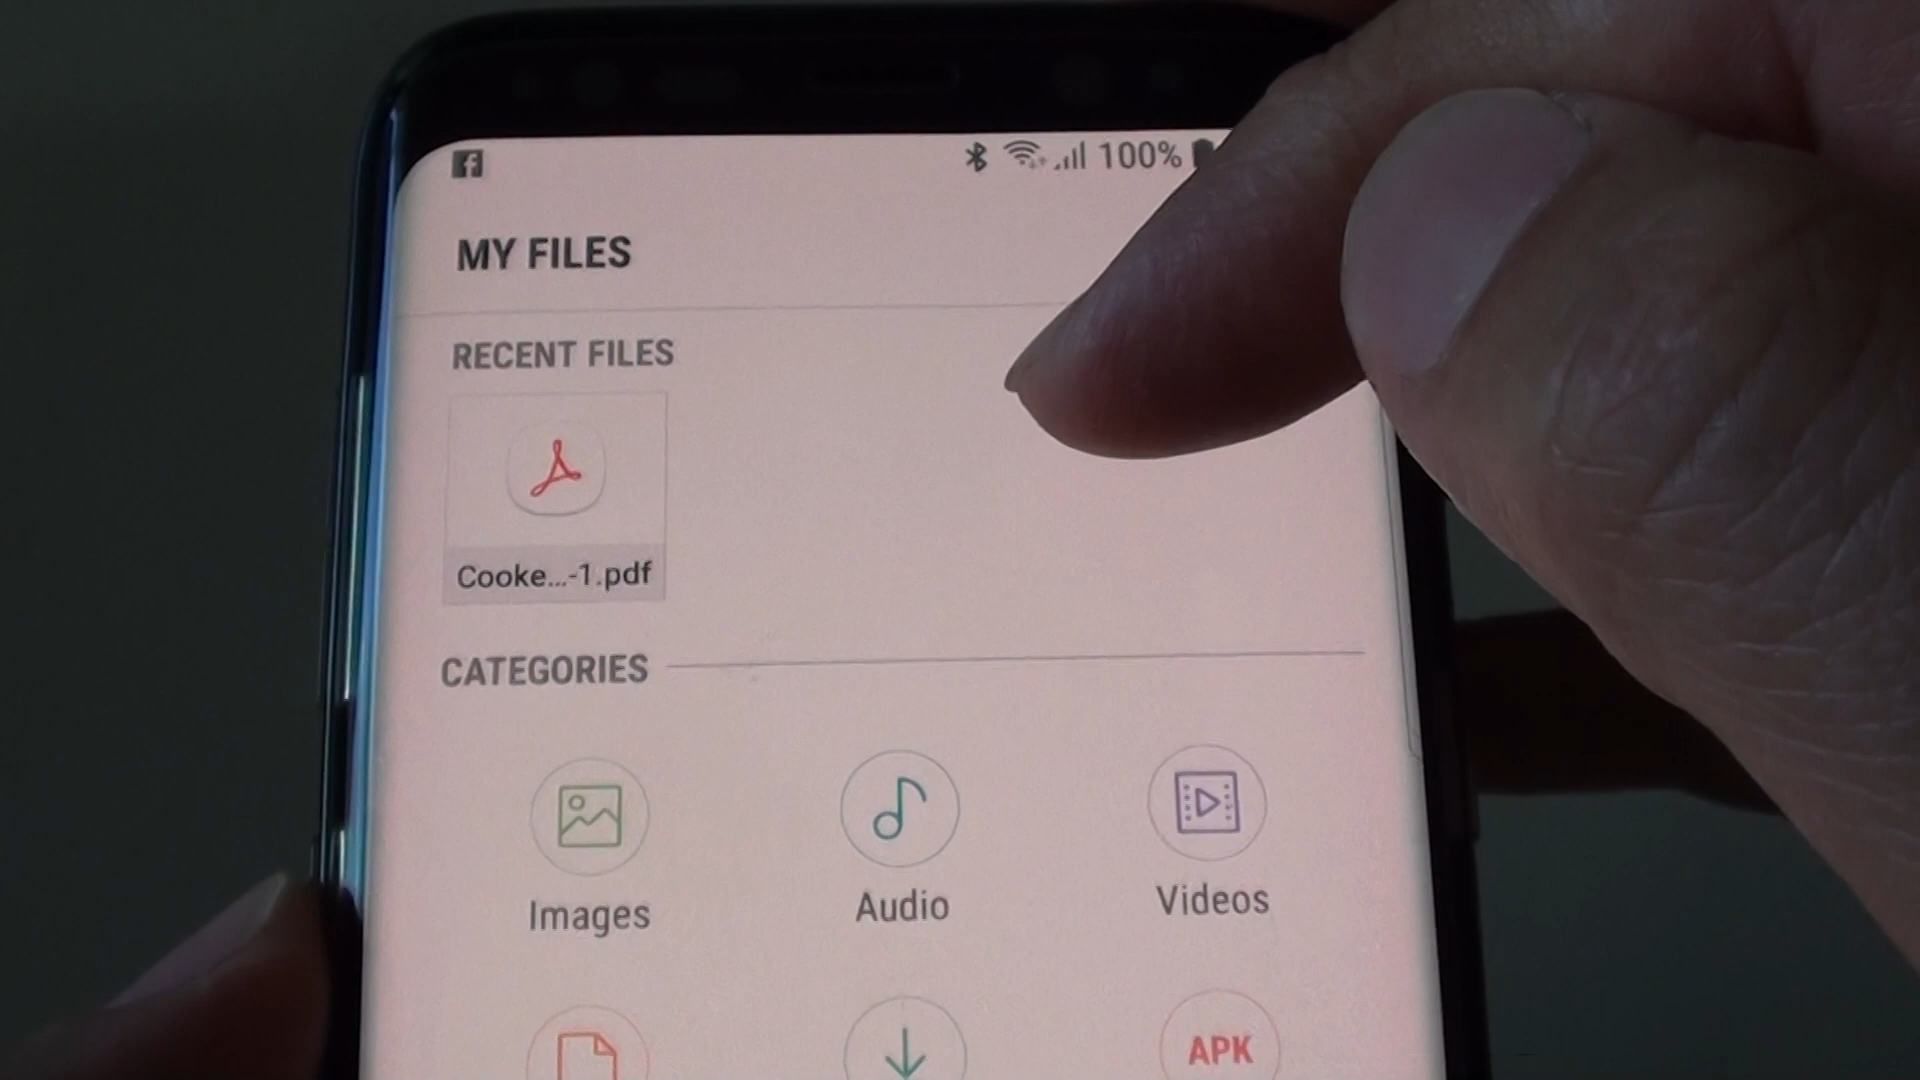 100%
MY FILES
RECENT FILES
Cooke...-1.pdf
CATEGORIES
Images
Audio
Videos
APK